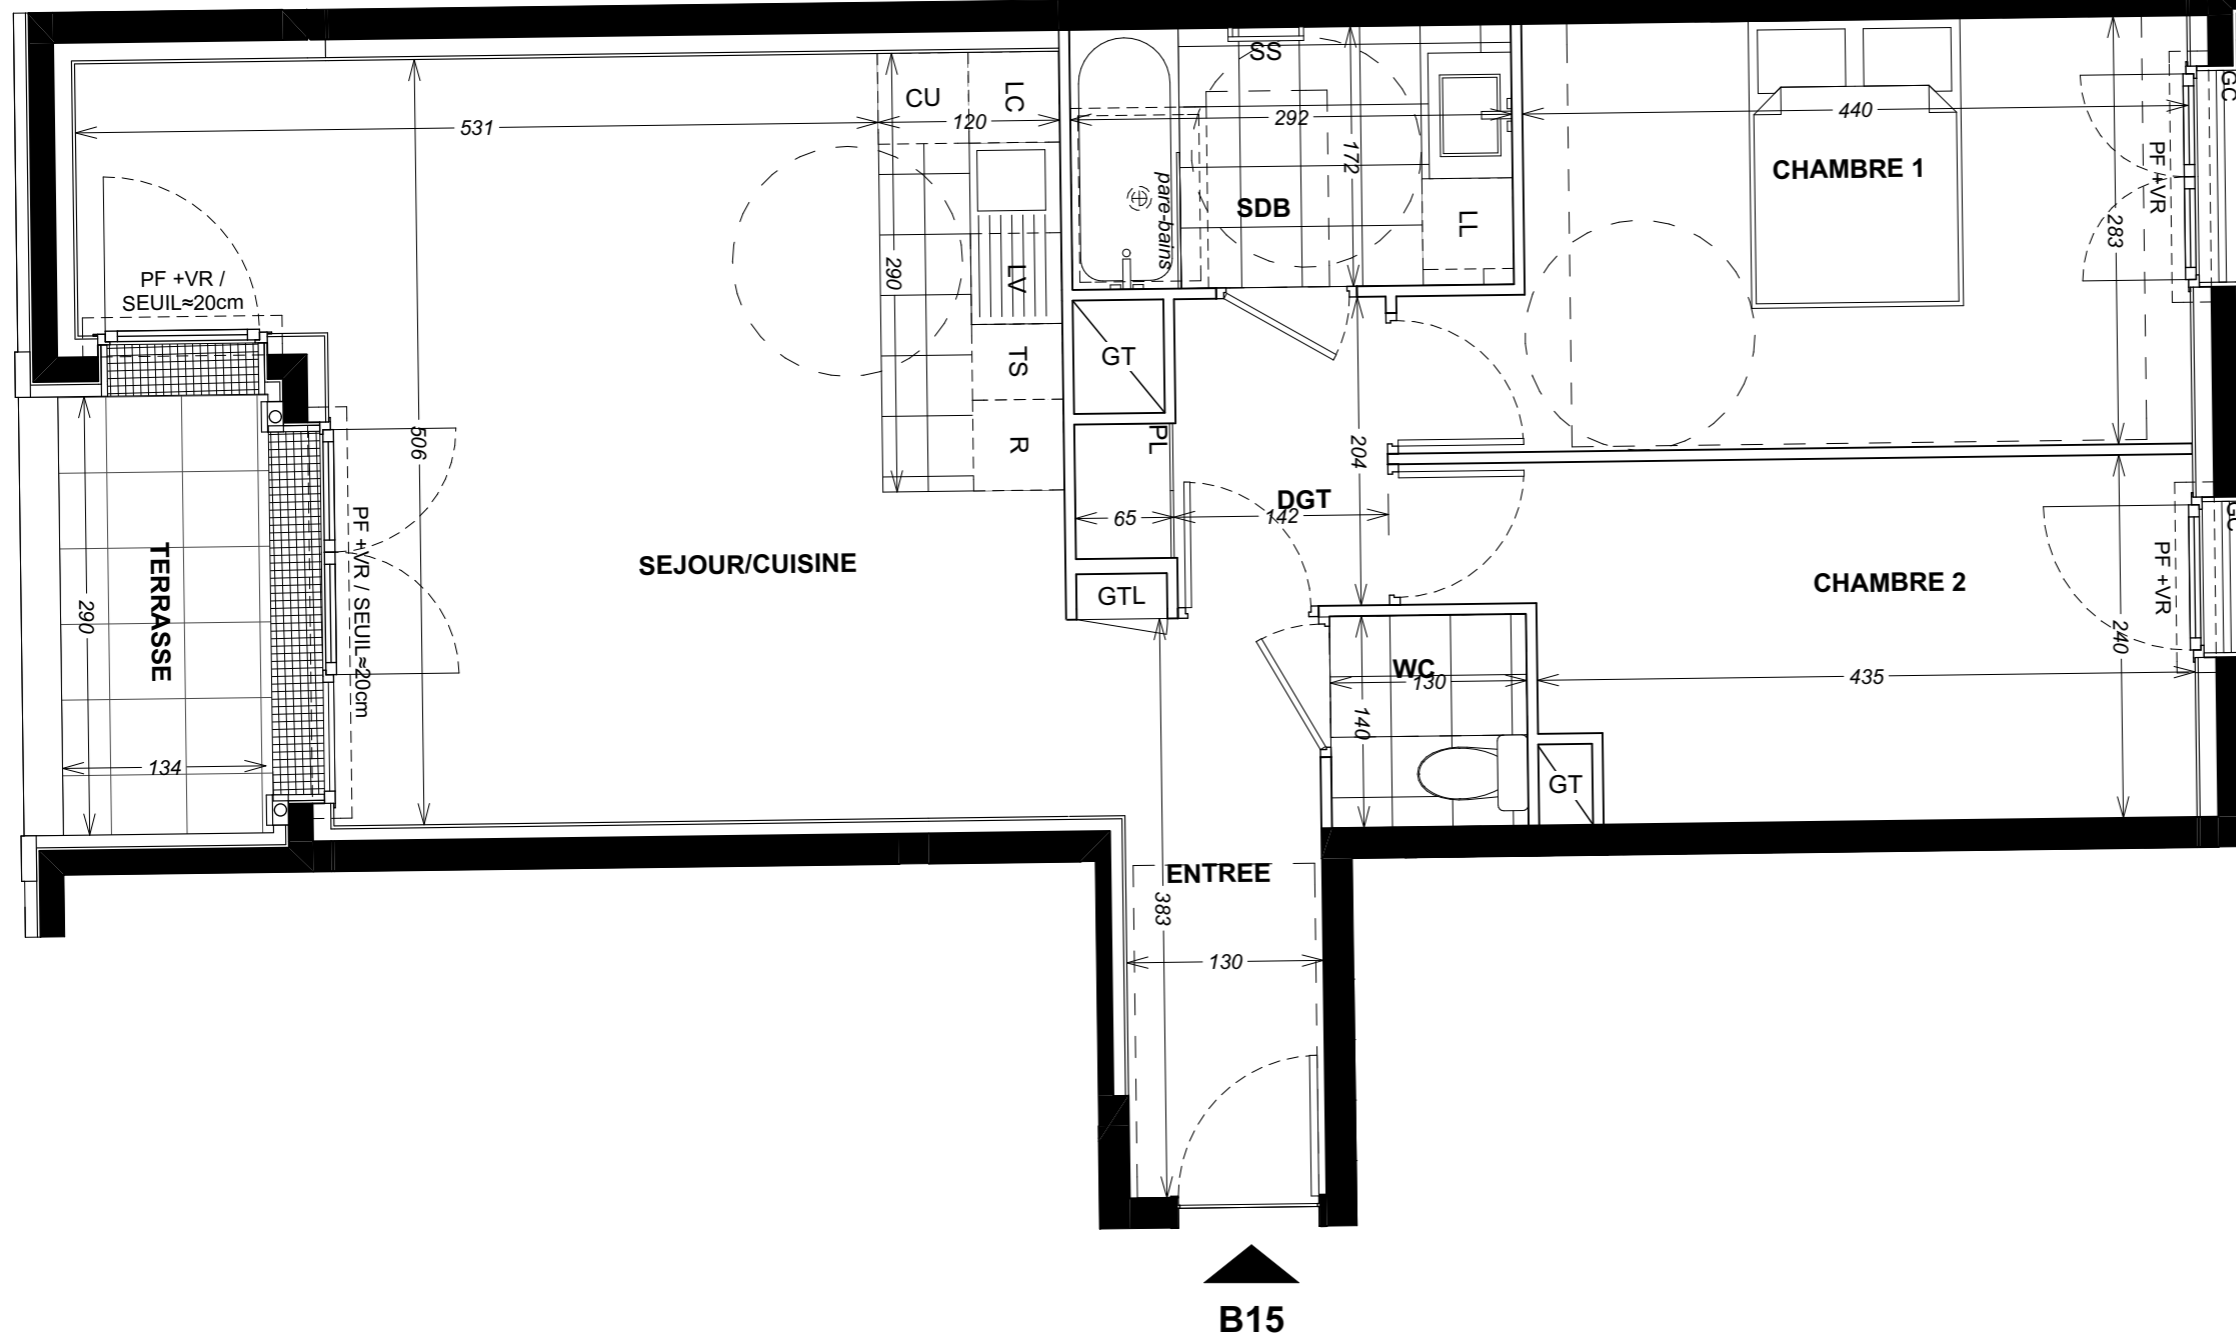 SS
GC
CU
LC
531
120
292
440
172
CHAMBRE 1
PF +VR
pare-bains
SDB
LL
283
PF +VR /
SEUIL≈20cm
290
LV
GT
TS
R
506
PL
204
DGT
65
142
GC
PF +VR / SEUIL≈20cm
TERRASSE
290
SEJOUR/CUISINE
GTL
CHAMBRE 2
PF +VR
240
WC
130
435
140
134
GT
ENTREE
383
130
B15